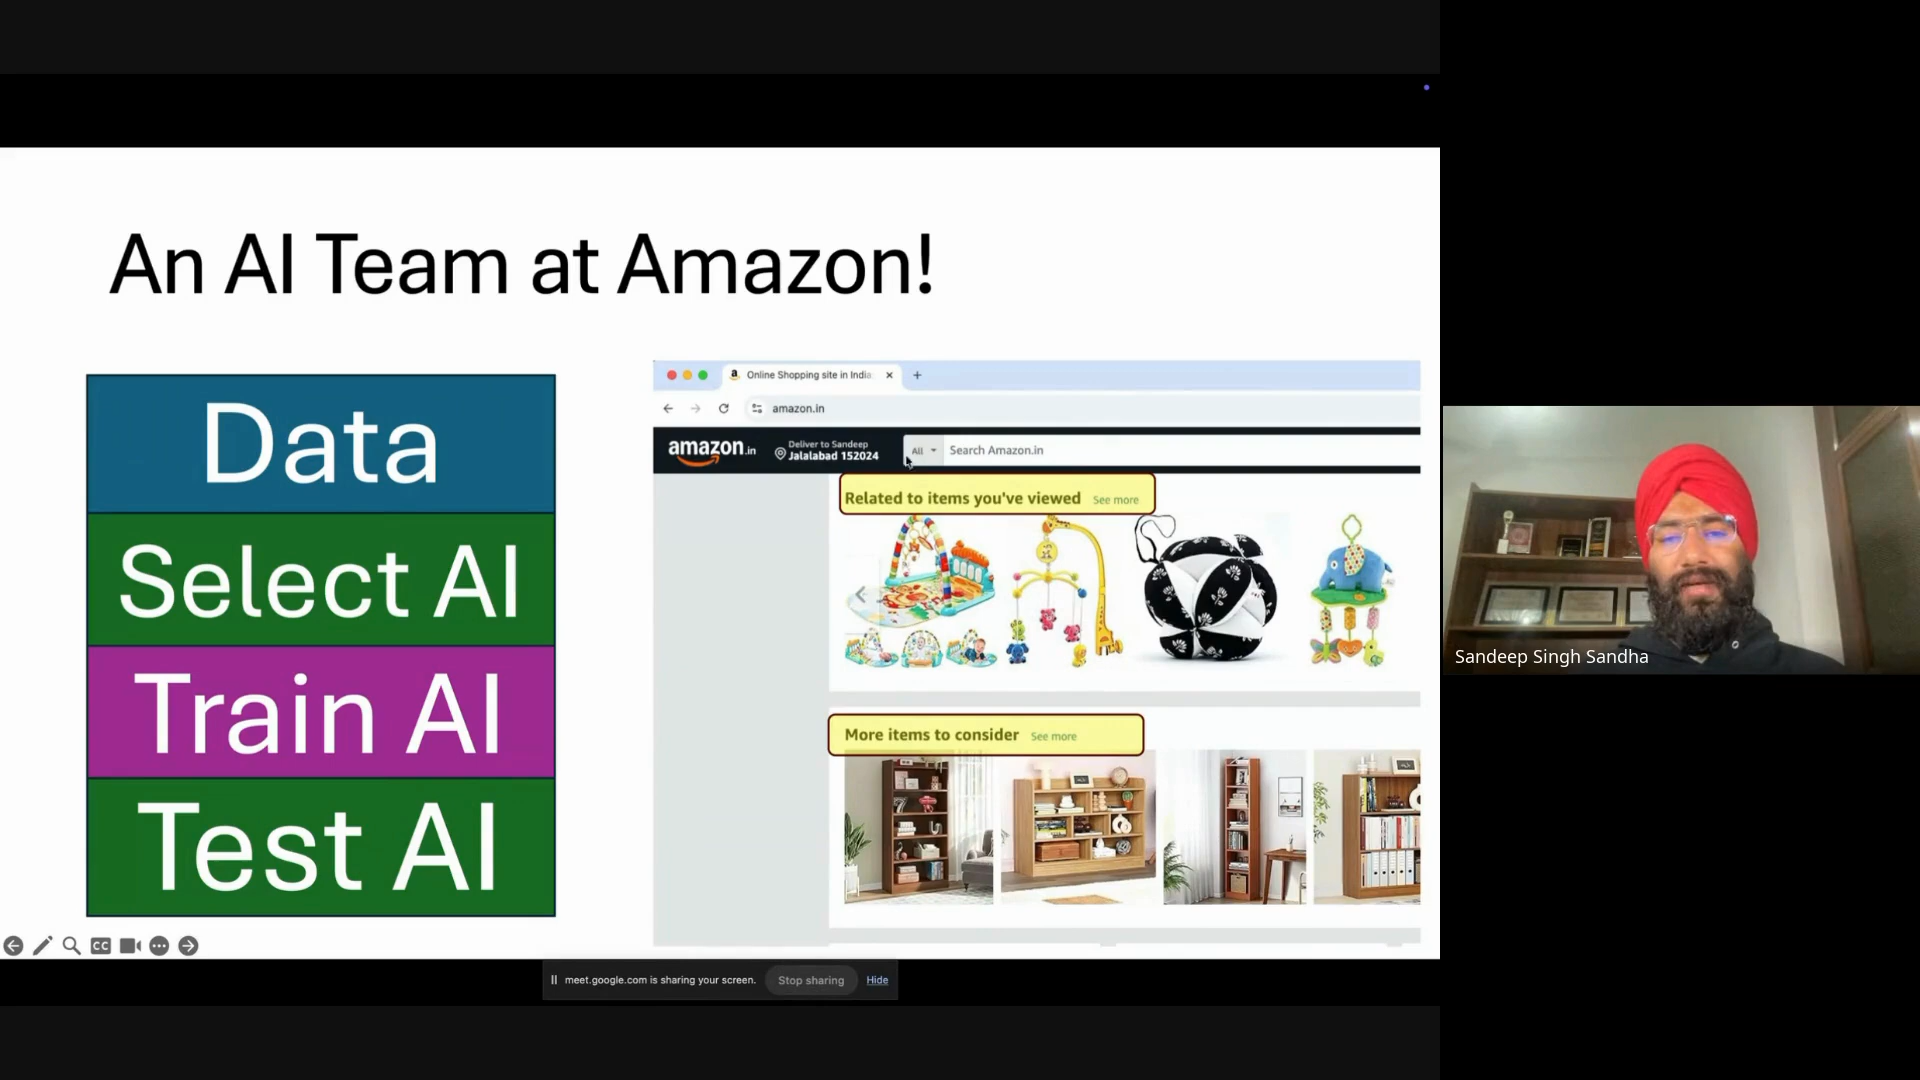 An AI Team at Amazon!
Data
Select AI
Train AI
Test AI
Online Shopping site in India
amazon.in
amazon.in
Deliver to Sandeep
Jalalabad 152024
All
Search Amazon.in
Related to items you've viewed See more
More items to consider See more
CC
meet.google.com is sharing your screen.
Stop sharing
Hide
Sandeep Singh Sandha